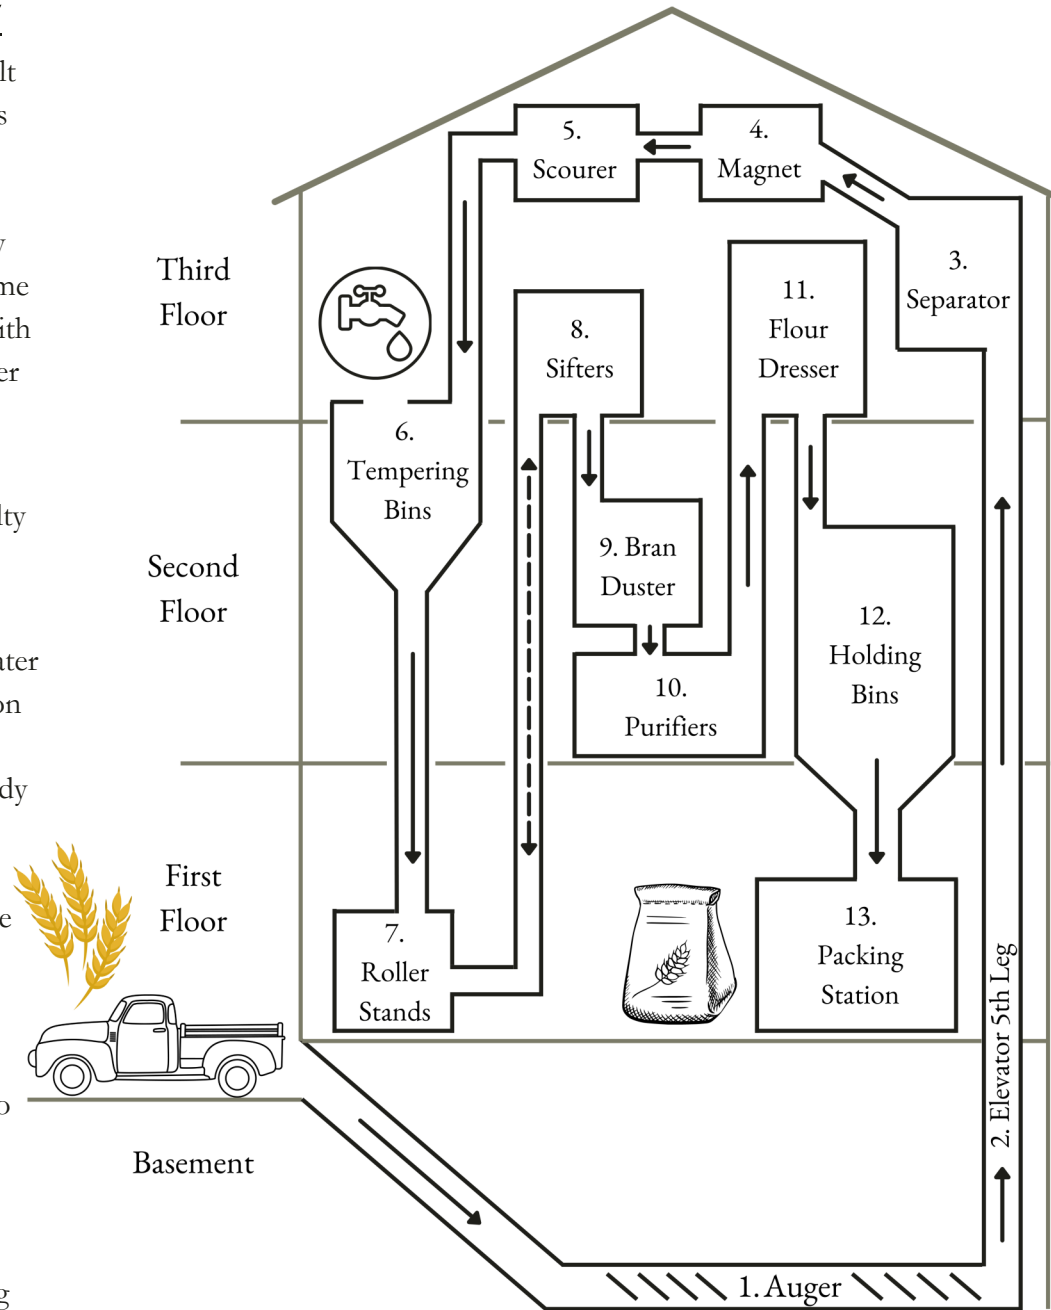 5.
Scourer
4.
Magnet
3.
Separator
Third
Floor
11.
Flour
Dresser
8.
Sifters
6.
Tempering
Bins
Second
Floor
9. Bran
Duster
12.
Holding
Bins
10.
Purifiers
First
Floor
7.
Roller
Stands
13.
Packing
Station
2. Elevator 5th Leg
Basement
1. Auger